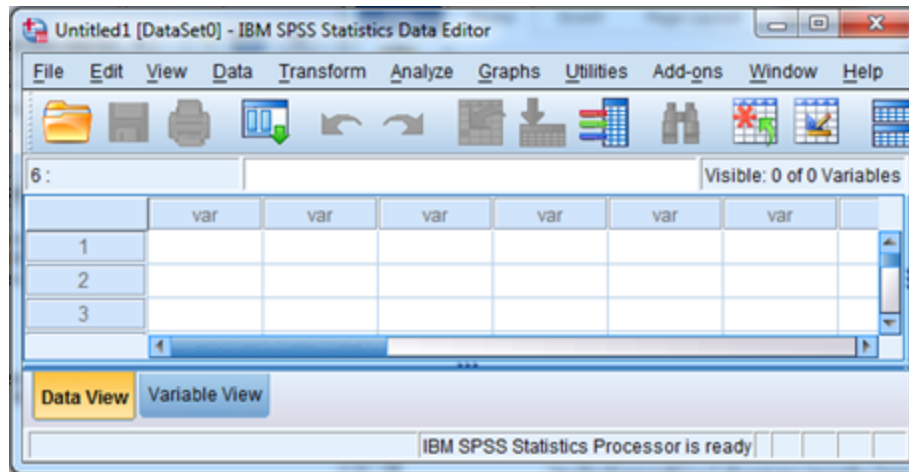 Untitled1 [DataSet0] - IBM SPSS Statistics Data Editor
File Edit View Data Transform Analyze Graphs Utilities Add-ons Window Help
6 : Visible: 0 of 0 Variables
var var var var var var
1
2
3
Data View Variable View
IBM SPSS Statistics Processor is ready